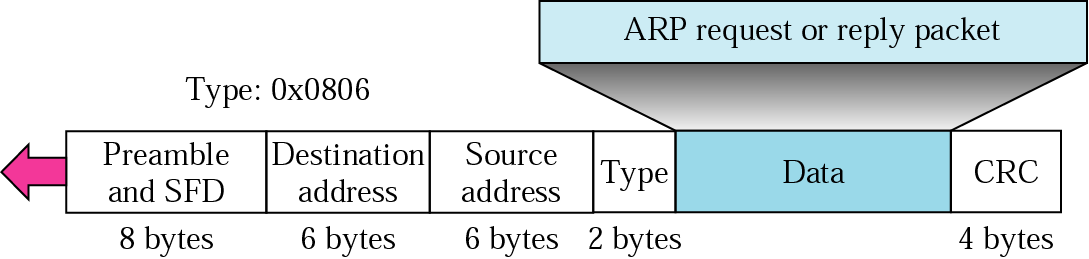 ARP request or reply packet
Type: 0x0806
Preamble
and SFD
Destination
address
Source
address
Type
Data
CRC
8 bytes
6 bytes
6 bytes
2 bytes
4 bytes